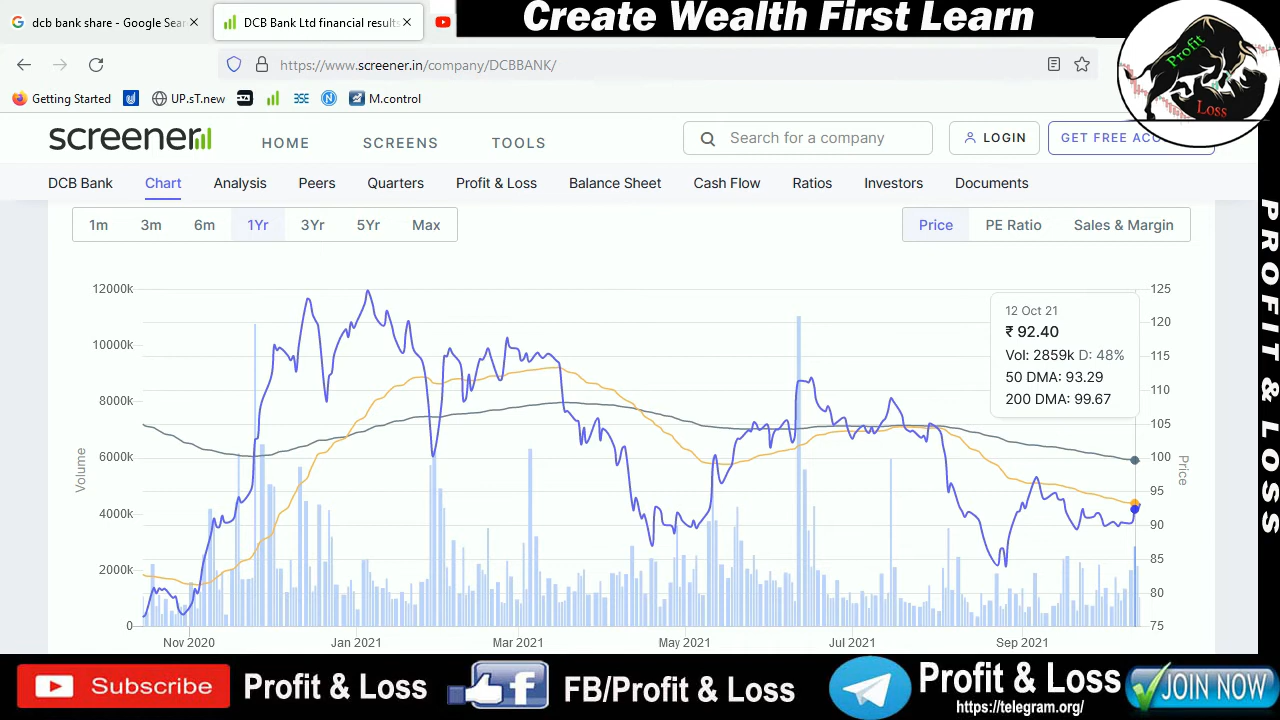 Create Wealth First Learn
dcb bank share - Google Sear
DCB Bank Ltd financial results
https://www.screener.in/company/DCBBANK/
Profit
Loss
Getting Started
UP.sT.new
M.control
screener
HOME
SCREENS
TOOLS
Search for a company
LOGIN
GET FREE ACC
DCB Bank
Chart
Analysis
Peers
Quarters
Profit & Loss
Balance Sheet
Cash Flow
Ratios
Investors
Documents
1m
3m
6m
1Yr
3Yr
5Yr
Max
Price
PE Ratio
Sales & Margin
12000k
10000k
8000k
6000k
4000k
2000k
0
Volume
125
120
115
110
105
100
95
90
85
80
75
Price
12 Oct 21
₹ 92.40
Vol: 2859k D: 48%
50 DMA: 93.29
200 DMA: 99.67
Nov 2020
Jan 2021
Mar 2021
May 2021
Jul 2021
Sep 2021
PROFIT & LOSS
Subscribe
Profit & Loss
f
FB/Profit & Loss
Profit & Loss
https://telegram.org/
JOIN NOW